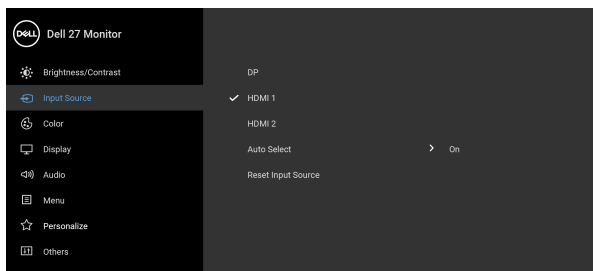 DELL Dell 27 Monitor
Brightness/Contrast
DP
Input Source
HDMI 1
Color
HDMI 2
Display
Auto Select
On
Audio
Reset Input Source
Menu
Personalize
Others